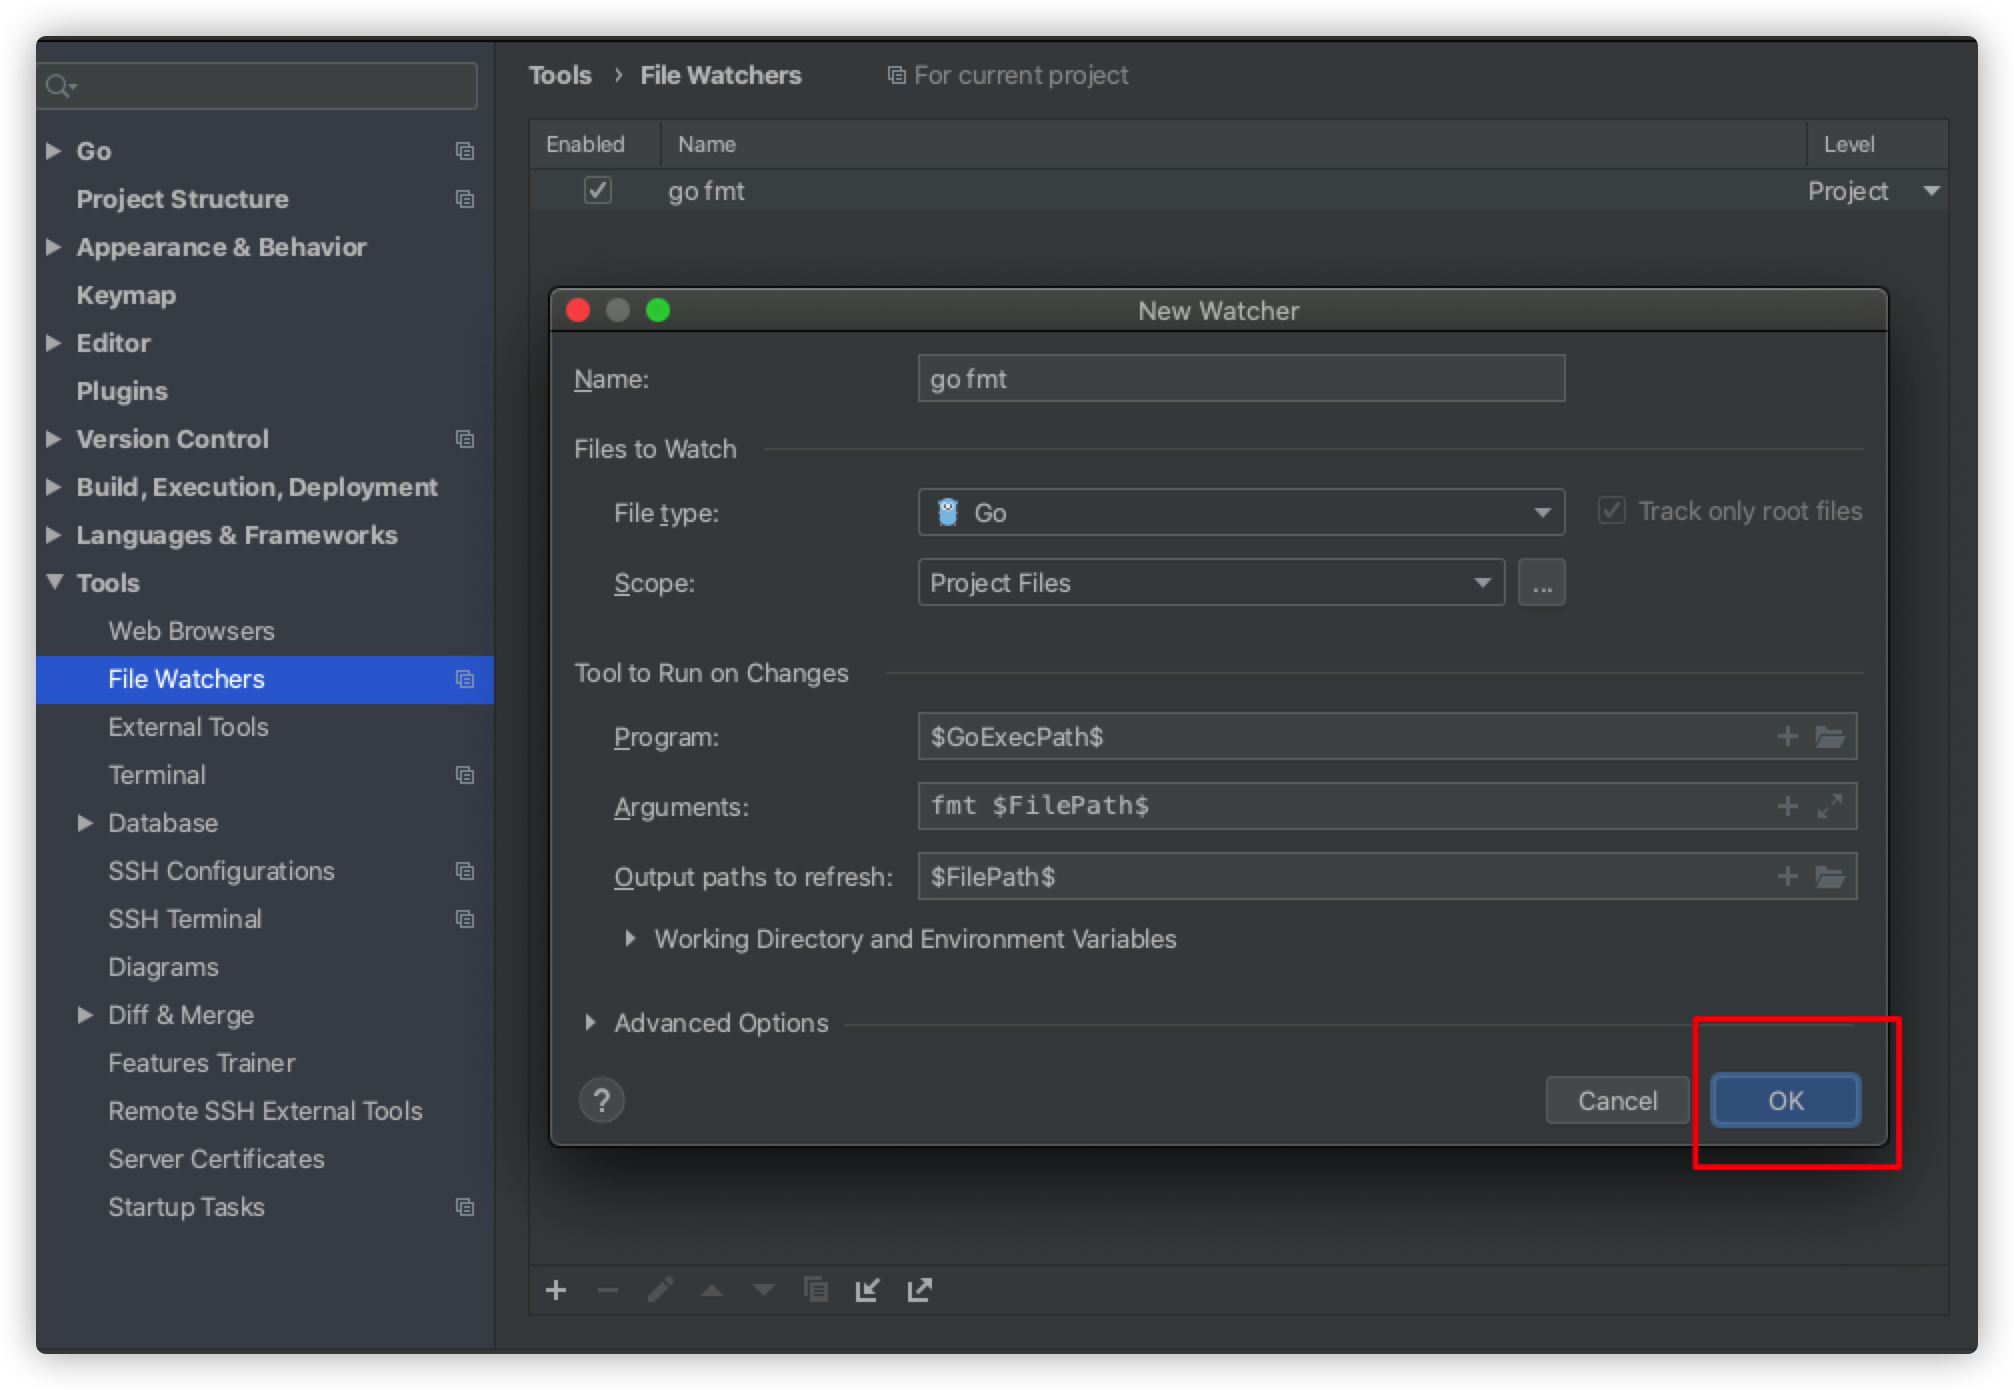 Go
Project Structure
Appearance & Behavior
Keymap
Editor
Plugins
Version Control
Build, Execution, Deployment
Languages & Frameworks
Tools
Web Browsers
File Watchers
External Tools
Terminal
Database
SSH Configurations
SSH Terminal
Diagrams
Diff & Merge
Features Trainer
Remote SSH External Tools
Server Certificates
Startup Tasks
Tools › File Watchers For current project
Enabled Name Level
go fmt Project
New Watcher
Name: go fmt
Files to Watch
File type: Go Track only root files
Scope: Project Files ...
Tool to Run on Changes
Program: $GoExecPath$
Arguments: fmt $FilePath$
Output paths to refresh: $FilePath$
Working Directory and Environment Variables
Advanced Options
? Cancel OK